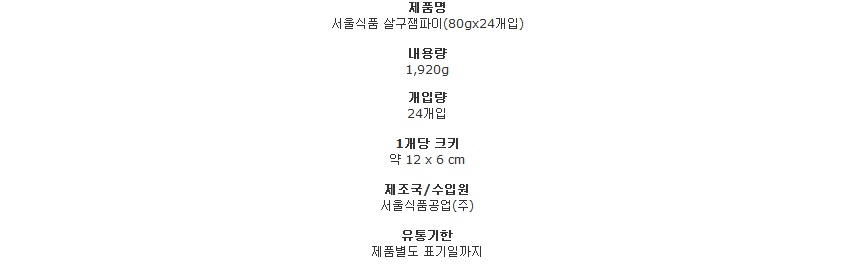 제품명
서울식품 살구잼파이(80gx24개입)
내용량
1,920g
개입량
24개입
1개당 크키
약 12 x 6 cm
제조국/수입원
서울식품공업(주)
유통기한
제품별도 표기일까지